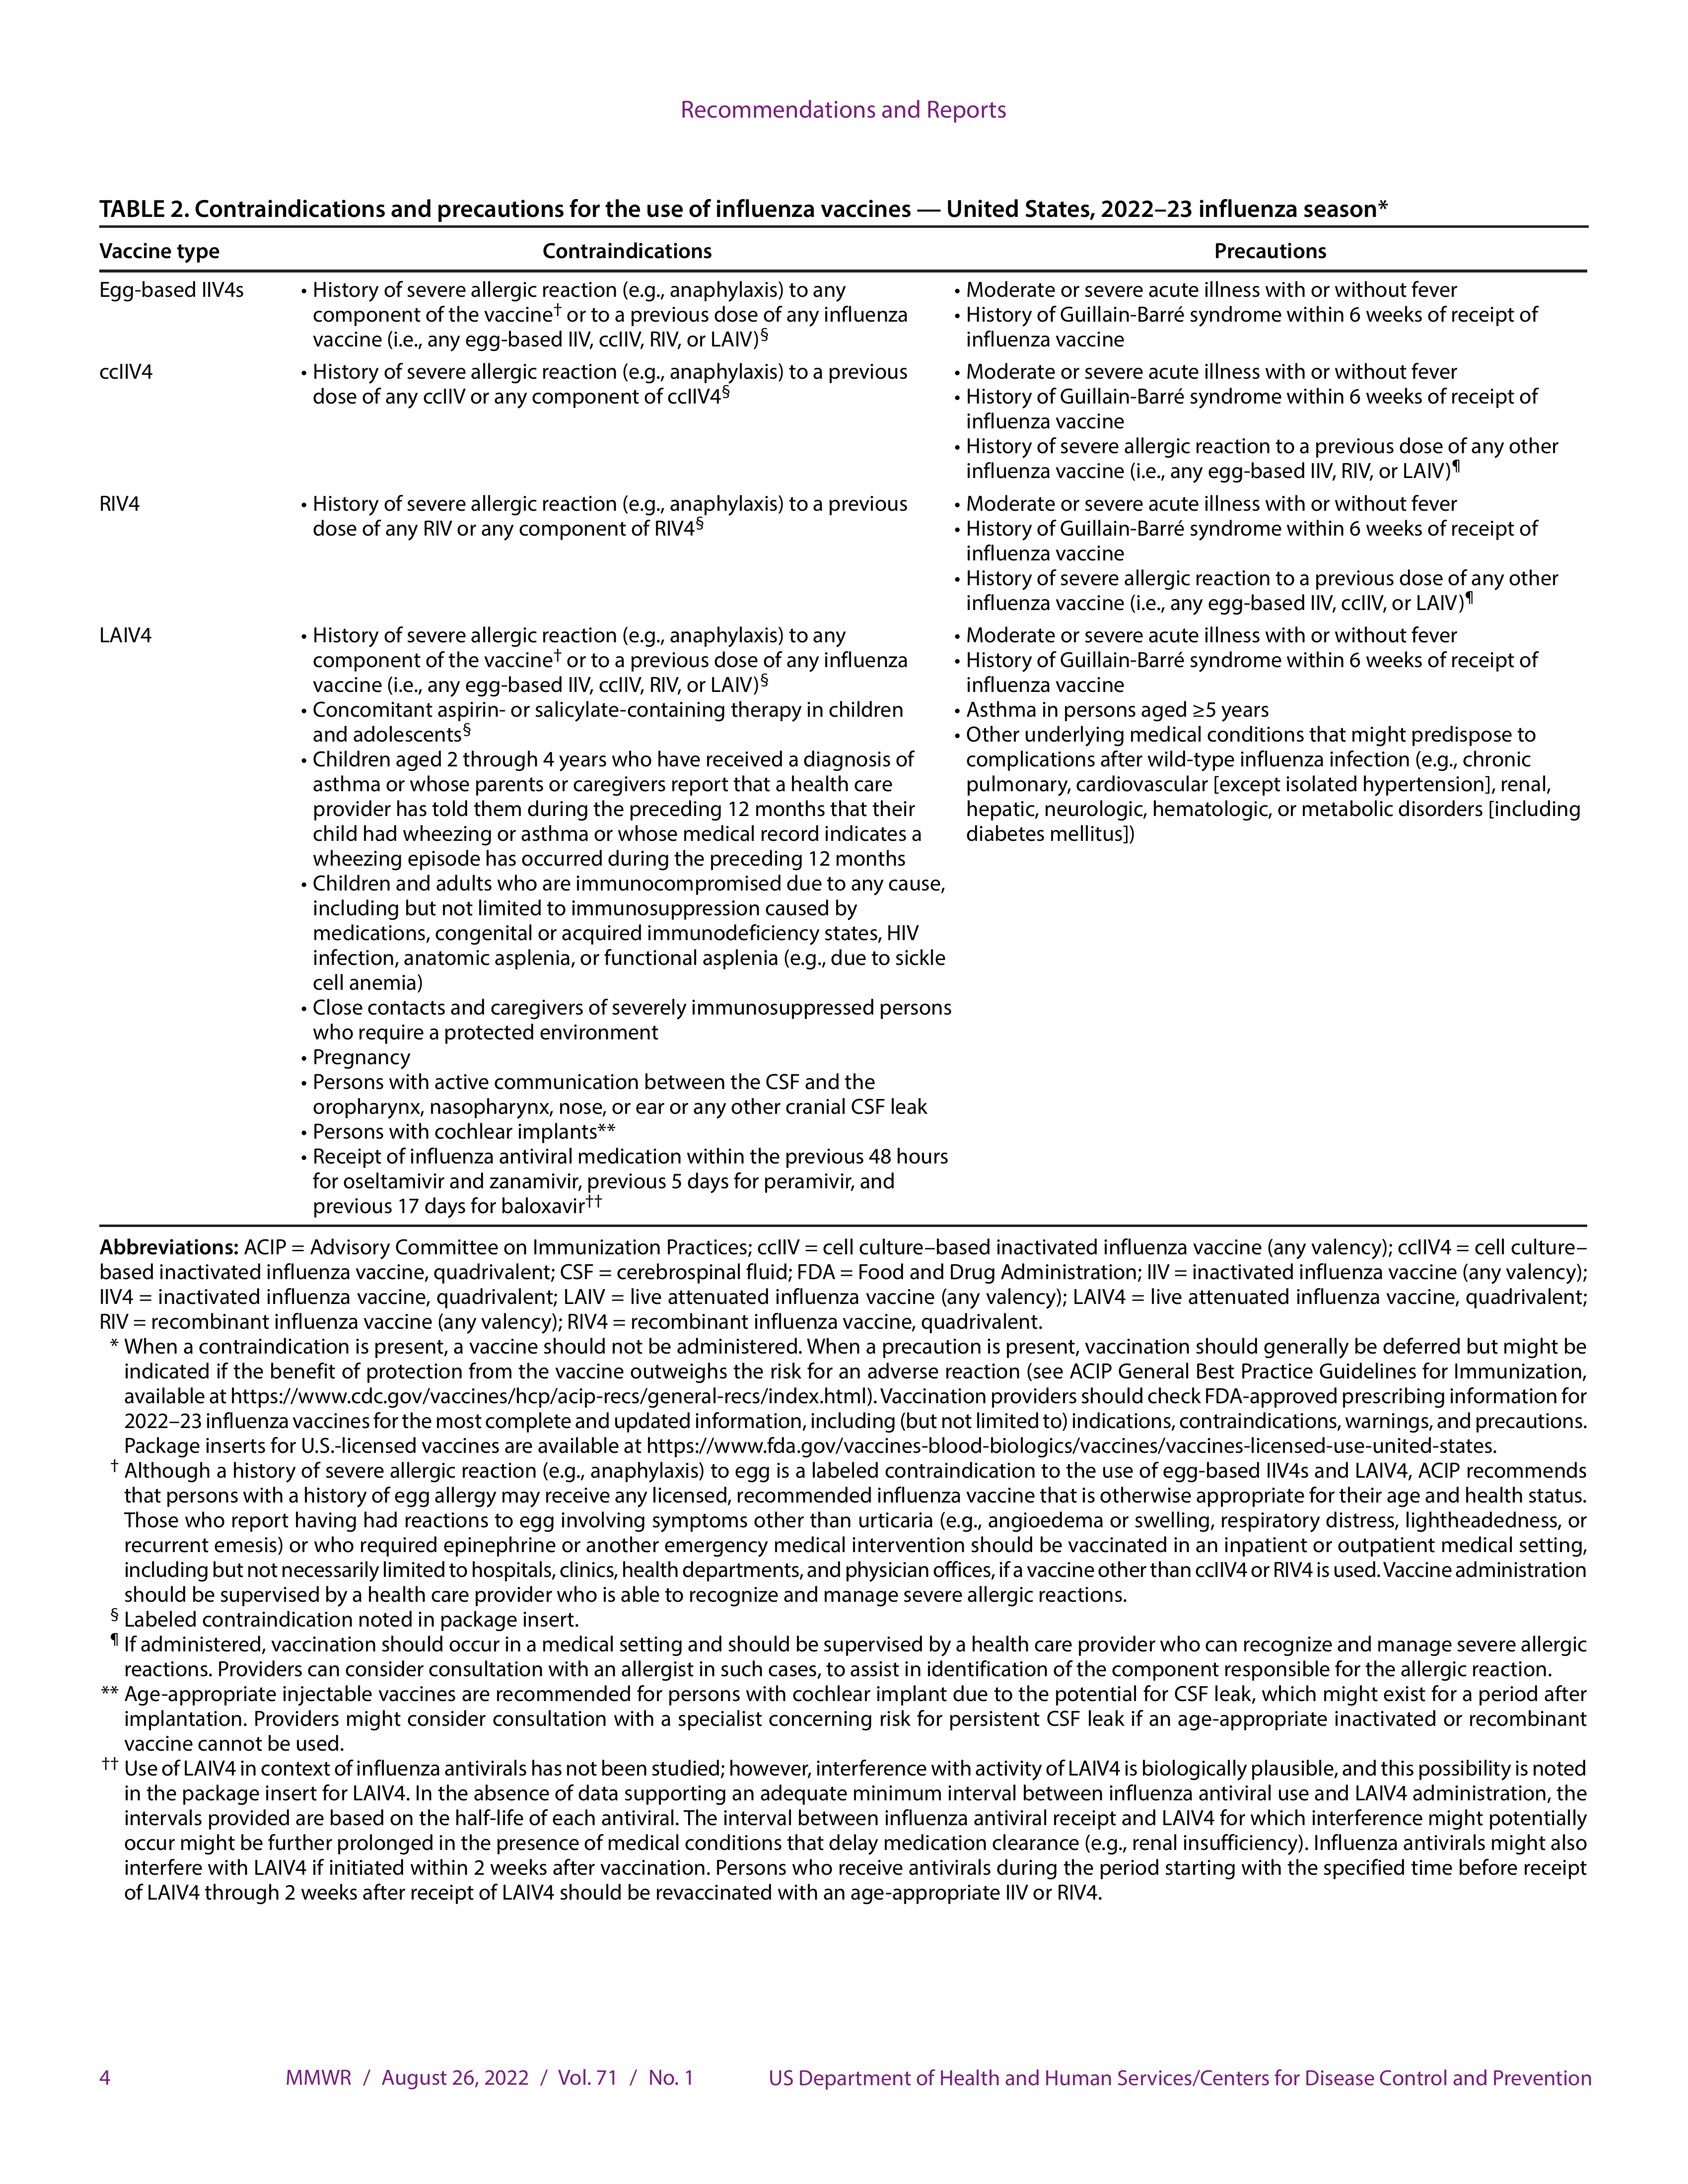 Recommendations and Reports
TABLE 2. Contraindications and precautions for the use of influenza vaccines — United States, 2022–23 influenza season*
Vaccine type Contraindications Precautions
Egg-based IIV4s
• History of severe allergic reaction (e.g., anaphylaxis) to any
component of the vaccine† or to a previous dose of any influenza
vaccine (i.e., any egg-based IIV, ccIIV, RIV, or LAIV)§
• Moderate or severe acute illness with or without fever
• History of Guillain-Barré syndrome within 6 weeks of receipt of
influenza vaccine
ccIIV4
• History of severe allergic reaction (e.g., anaphylaxis) to a previous
dose of any ccIIV or any component of ccIIV4§
• Moderate or severe acute illness with or without fever
• History of Guillain-Barré syndrome within 6 weeks of receipt of
influenza vaccine
• History of severe allergic reaction to a previous dose of any other
influenza vaccine (i.e., any egg-based IIV, RIV, or LAIV)¶
RIV4
• History of severe allergic reaction (e.g., anaphylaxis) to a previous
dose of any RIV or any component of RIV4§
• Moderate or severe acute illness with or without fever
• History of Guillain-Barré syndrome within 6 weeks of receipt of
influenza vaccine
• History of severe allergic reaction to a previous dose of any other
influenza vaccine (i.e., any egg-based IIV, ccIIV, or LAIV)¶
LAIV4
• History of severe allergic reaction (e.g., anaphylaxis) to any
component of the vaccine† or to a previous dose of any influenza
vaccine (i.e., any egg-based IIV, ccIIV, RIV, or LAIV)§
• Concomitant aspirin- or salicylate-containing therapy in children
and adolescents§
• Children aged 2 through 4 years who have received a diagnosis of
asthma or whose parents or caregivers report that a health care
provider has told them during the preceding 12 months that their
child had wheezing or asthma or whose medical record indicates a
wheezing episode has occurred during the preceding 12 months
• Children and adults who are immunocompromised due to any cause,
including but not limited to immunosuppression caused by
medications, congenital or acquired immunodeficiency states, HIV
infection, anatomic asplenia, or functional asplenia (e.g., due to sickle
cell anemia)
• Close contacts and caregivers of severely immunosuppressed persons
who require a protected environment
• Pregnancy
• Persons with active communication between the CSF and the
oropharynx, nasopharynx, nose, or ear or any other cranial CSF leak
• Persons with cochlear implants**
• Receipt of influenza antiviral medication within the previous 48 hours
for oseltamivir and zanamivir, previous 5 days for peramivir, and
previous 17 days for baloxavir††
• Moderate or severe acute illness with or without fever
• History of Guillain-Barré syndrome within 6 weeks of receipt of
influenza vaccine
• Asthma in persons aged ≥5 years
• Other underlying medical conditions that might predispose to
complications after wild-type influenza infection (e.g., chronic
pulmonary, cardiovascular [except isolated hypertension], renal,
hepatic, neurologic, hematologic, or metabolic disorders [including
diabetes mellitus])
Abbreviations: ACIP = Advisory Committee on Immunization Practices; ccIIV = cell culture–based inactivated influenza vaccine (any valency); ccIIV4 = cell culture–
based inactivated influenza vaccine, quadrivalent; CSF = cerebrospinal fluid; FDA = Food and Drug Administration; IIV = inactivated influenza vaccine (any valency);
IIV4 = inactivated influenza vaccine, quadrivalent; LAIV = live attenuated influenza vaccine (any valency); LAIV4 = live attenuated influenza vaccine, quadrivalent;
RIV = recombinant influenza vaccine (any valency); RIV4 = recombinant influenza vaccine, quadrivalent.
* When a contraindication is present, a vaccine should not be administered. When a precaution is present, vaccination should generally be deferred but might be
indicated if the benefit of protection from the vaccine outweighs the risk for an adverse reaction (see ACIP General Best Practice Guidelines for Immunization,
available at https://www.cdc.gov/vaccines/hcp/acip-recs/general-recs/index.html). Vaccination providers should check FDA-approved prescribing information for
2022–23 influenza vaccines for the most complete and updated information, including (but not limited to) indications, contraindications, warnings, and precautions.
Package inserts for U.S.-licensed vaccines are available at https://www.fda.gov/vaccines-blood-biologics/vaccines/vaccines-licensed-use-united-states.
† Although a history of severe allergic reaction (e.g., anaphylaxis) to egg is a labeled contraindication to the use of egg-based IIV4s and LAIV4, ACIP recommends
that persons with a history of egg allergy may receive any licensed, recommended influenza vaccine that is otherwise appropriate for their age and health status.
Those who report having had reactions to egg involving symptoms other than urticaria (e.g., angioedema or swelling, respiratory distress, lightheadedness, or
recurrent emesis) or who required epinephrine or another emergency medical intervention should be vaccinated in an inpatient or outpatient medical setting,
including but not necessarily limited to hospitals, clinics, health departments, and physician offices, if a vaccine other than ccIIV4 or RIV4 is used. Vaccine administration
should be supervised by a health care provider who is able to recognize and manage severe allergic reactions.
§ Labeled contraindication noted in package insert.
¶ If administered, vaccination should occur in a medical setting and should be supervised by a health care provider who can recognize and manage severe allergic
reactions. Providers can consider consultation with an allergist in such cases, to assist in identification of the component responsible for the allergic reaction.
** Age-appropriate injectable vaccines are recommended for persons with cochlear implant due to the potential for CSF leak, which might exist for a period after
implantation. Providers might consider consultation with a specialist concerning risk for persistent CSF leak if an age-appropriate inactivated or recombinant
vaccine cannot be used.
†† Use of LAIV4 in context of influenza antivirals has not been studied; however, interference with activity of LAIV4 is biologically plausible, and this possibility is noted
in the package insert for LAIV4. In the absence of data supporting an adequate minimum interval between influenza antiviral use and LAIV4 administration, the
intervals provided are based on the half-life of each antiviral. The interval between influenza antiviral receipt and LAIV4 for which interference might potentially
occur might be further prolonged in the presence of medical conditions that delay medication clearance (e.g., renal insufficiency). Influenza antivirals might also
interfere with LAIV4 if initiated within 2 weeks after vaccination. Persons who receive antivirals during the period starting with the specified time before receipt
of LAIV4 through 2 weeks after receipt of LAIV4 should be revaccinated with an age-appropriate IIV or RIV4.
4 MMWR / August 26, 2022 / Vol. 71 / No. 1 US Department of Health and Human Services/Centers for Disease Control and Prevention